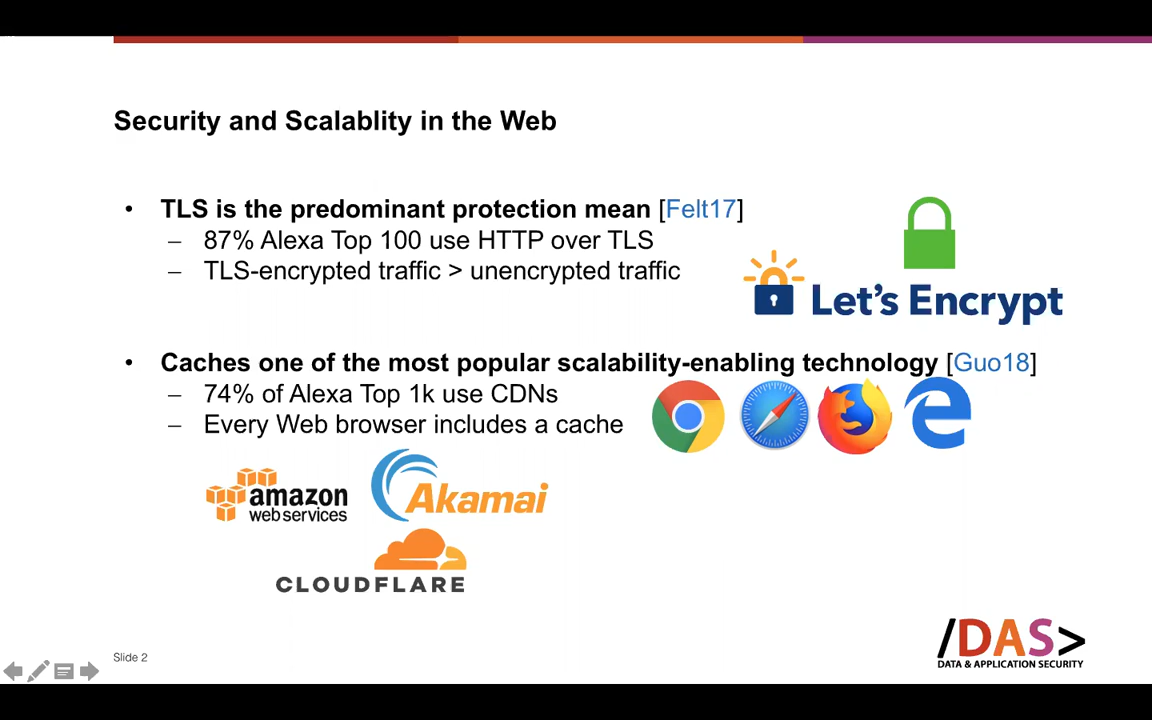 Security and Scalablity in the Web
• TLS is the predominant protection mean [Felt17]
– 87% Alexa Top 100 use HTTP over TLS
– TLS-encrypted traffic > unencrypted traffic
Let's Encrypt
• Caches one of the most popular scalability-enabling technology [Guo18]
– 74% of Alexa Top 1k use CDNs
– Every Web browser includes a cache
amazon
web services
Akamai
CLOUDFLARE
/DAS>
DATA & APPLICATION SECURITY
Slide 2